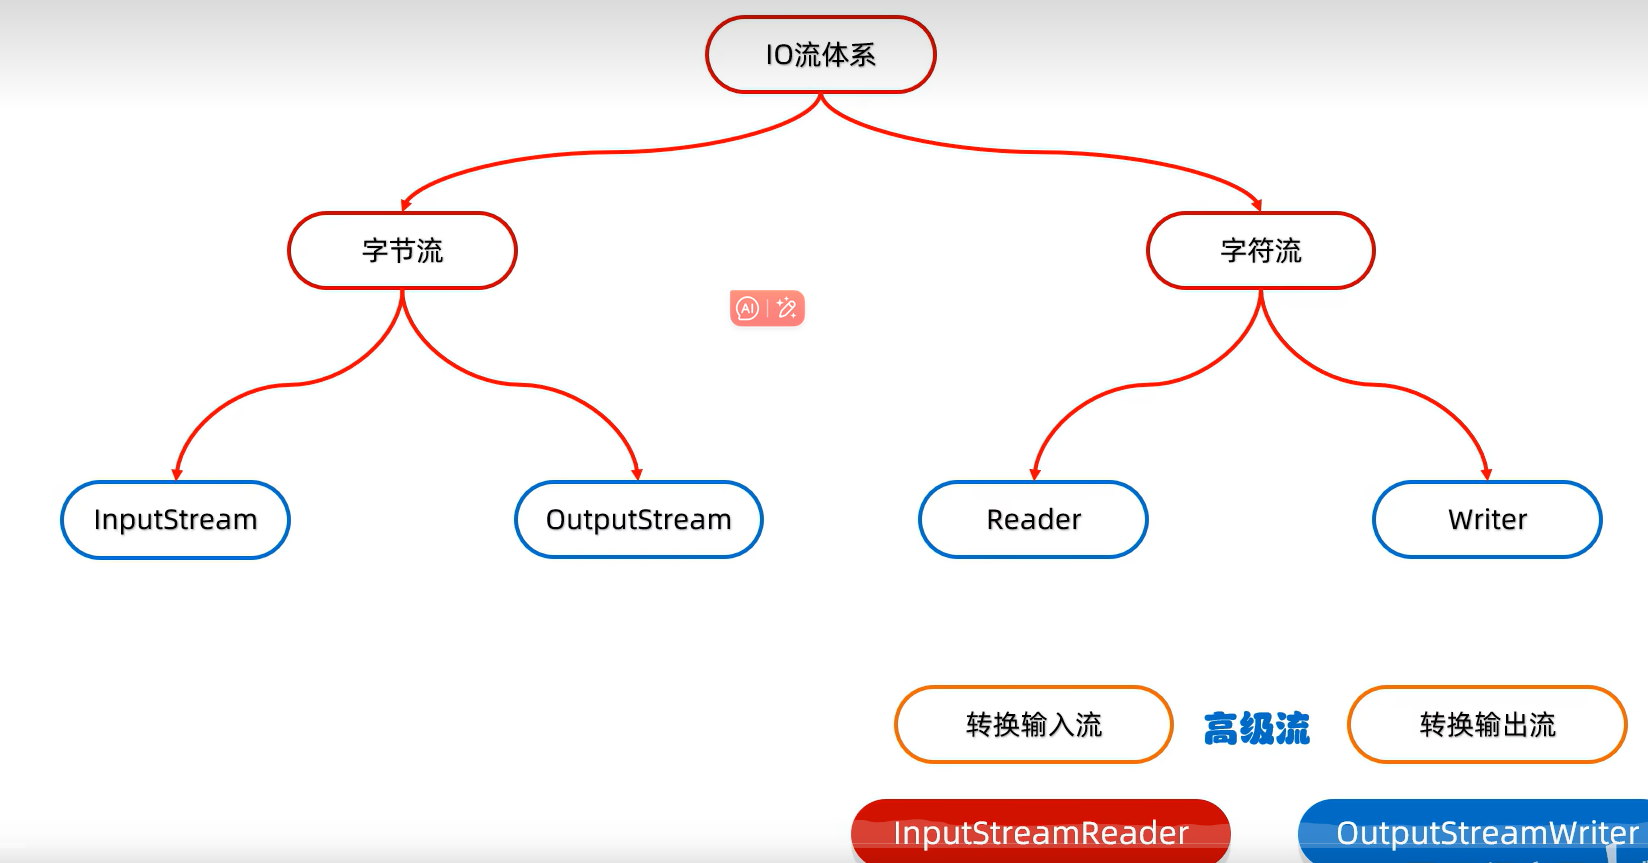 IO流体系
字节流
字符流
AI
InputStream
OutputStream
Reader
Writer
转换输入流
高级流
转换输出流
InputStreamReader
OutputStreamWriter